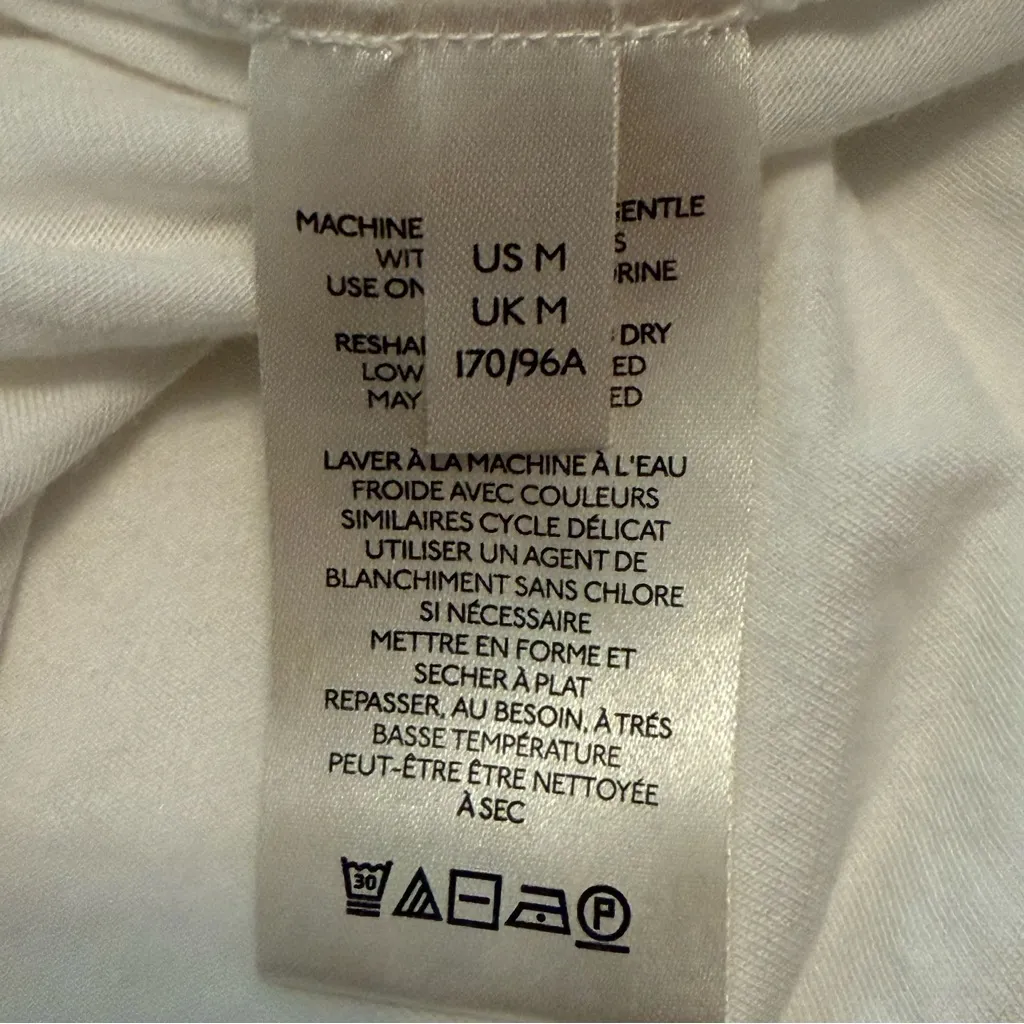 MACHINE GENTLE
WIT US M S
USE ON ORINE
UK M
RESHA DRY
LOW 170/96A ED
MAY ED
LAVER À LA MACHINE À L'EAU
FROIDE AVEC COULEURS
SIMILAIRES CYCLE DÉLICAT
UTILISER UN AGENT DE
BLANCHIMENT SANS CHLORE
SI NÉCESSAIRE
METTRE EN FORME ET
SECHER À PLAT
REPASSER, AU BESOIN, À TRÉS
BASSE TEMPÉRATURE
PEUT-ÊTRE ÊTRE NETTOYÉE
À SEC
30
P